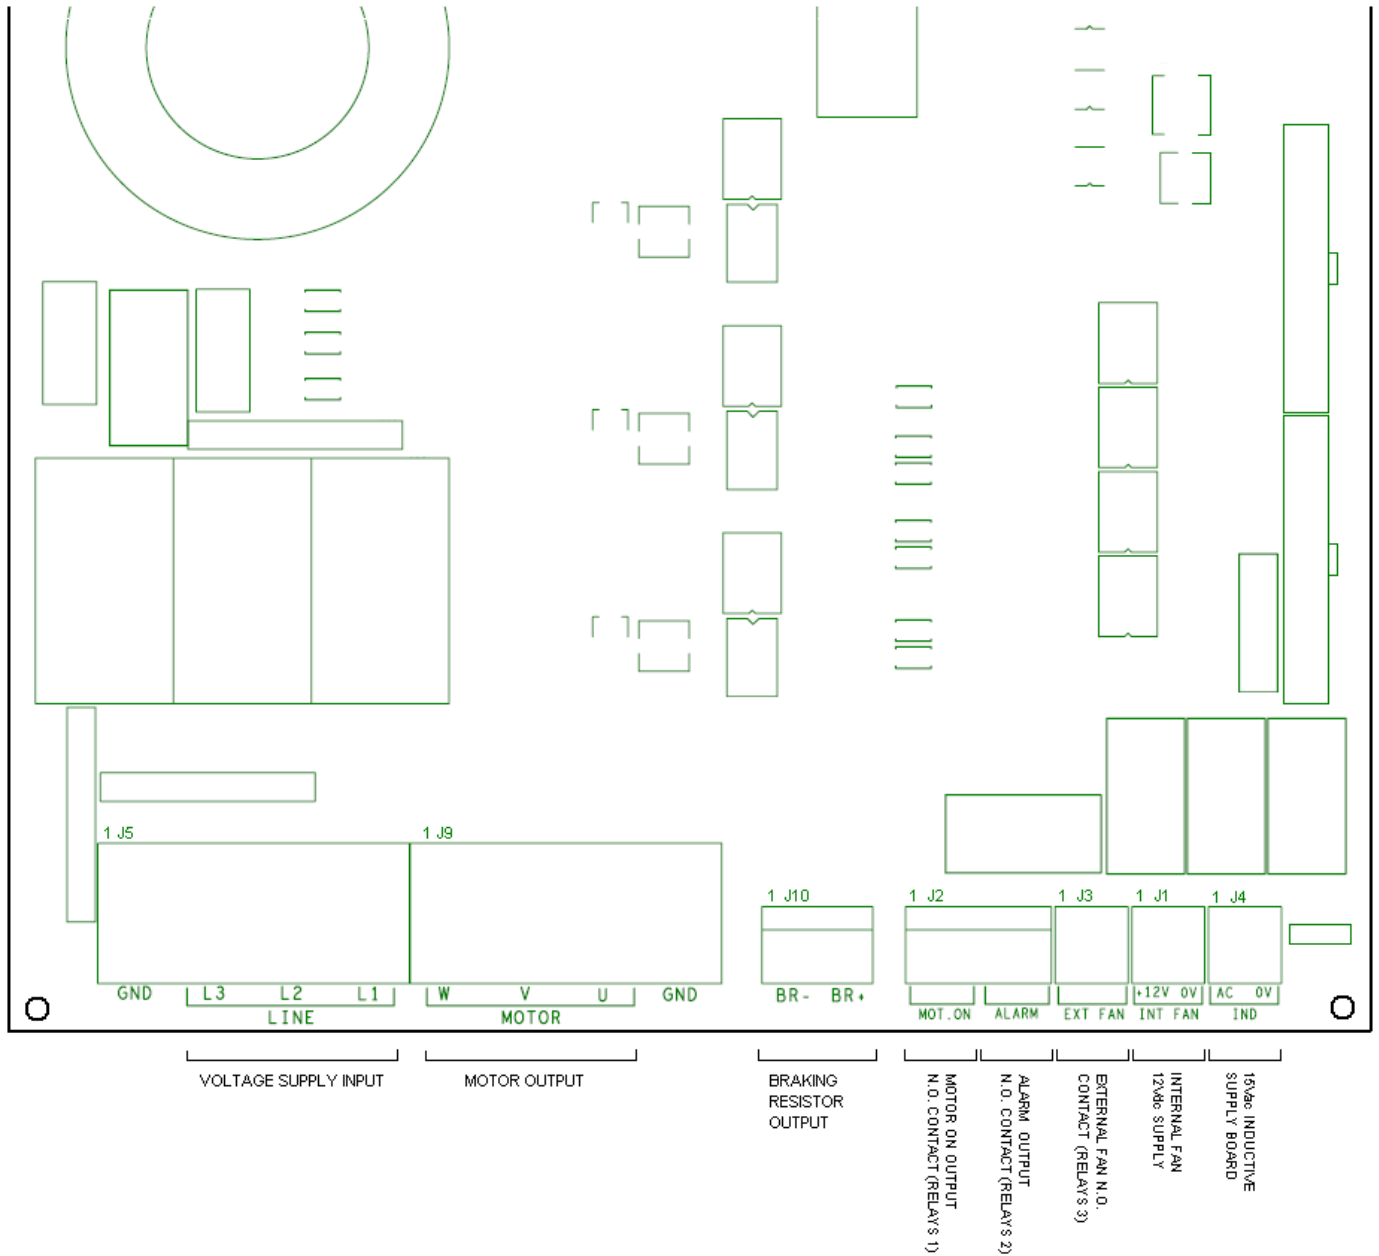 1 J5
1 J9
1 J10
1 J2
1 J3
1 J1
1 J4
GND
L3
L2
L1
W
V
U
GND
BR-
BR+
+12V
0V
AC
0V
LINE
MOTOR
MOT.ON
ALARM
EXT FAN
INT FAN
IND
VOLTAGE SUPPLY INPUT
MOTOR OUTPUT
BRAKING
RESISTOR
OUTPUT
MOTOR ON OUTPUT
N.O. CONTACT (RELAYS 1)
ALARM OUTPUT
N.O. CONTACT (RELAYS 2)
EXTERNAL FAN N.O.
CONTACT (RELAYS 3)
INTERNAL FAN
12Vdc SUPPLY
15Vac INDUCTIVE
SUPPLY BOARD